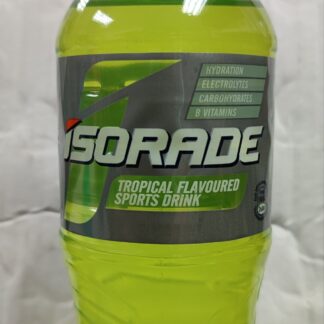 HYDRATION
ELECTROLYTES
CARBOHYDRATES
B VITAMINS
ISORADE
TROPICAL FLAVOURED
SPORTS DRINK